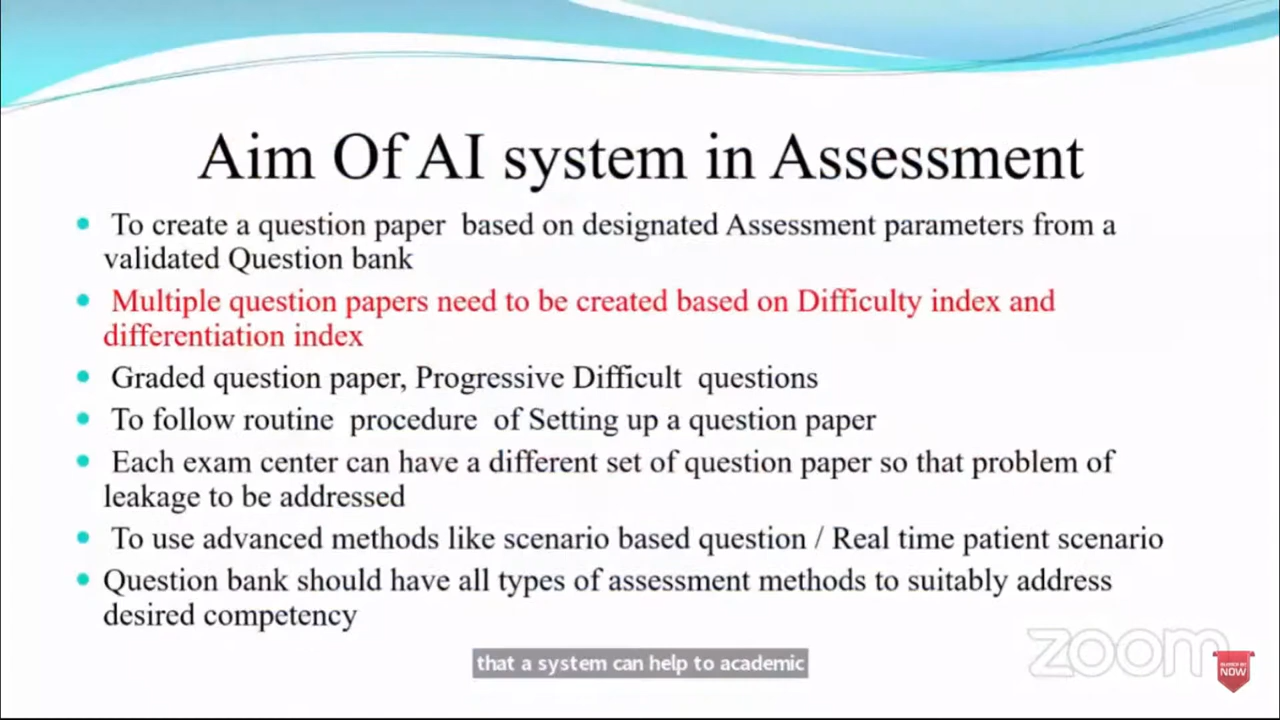 Aim Of AI system in Assessment
• To create a question paper based on designated Assessment parameters from a
validated Question bank
• Multiple question papers need to be created based on Difficulty index and
differentiation index
• Graded question paper, Progressive Difficult questions
• To follow routine procedure of Setting up a question paper
• Each exam center can have a different set of question paper so that problem of
leakage to be addressed
• To use advanced methods like scenario based question / Real time patient scenario
• Question bank should have all types of assessment methods to suitably address
desired competency
that a system can help to academic
zoom
NOW